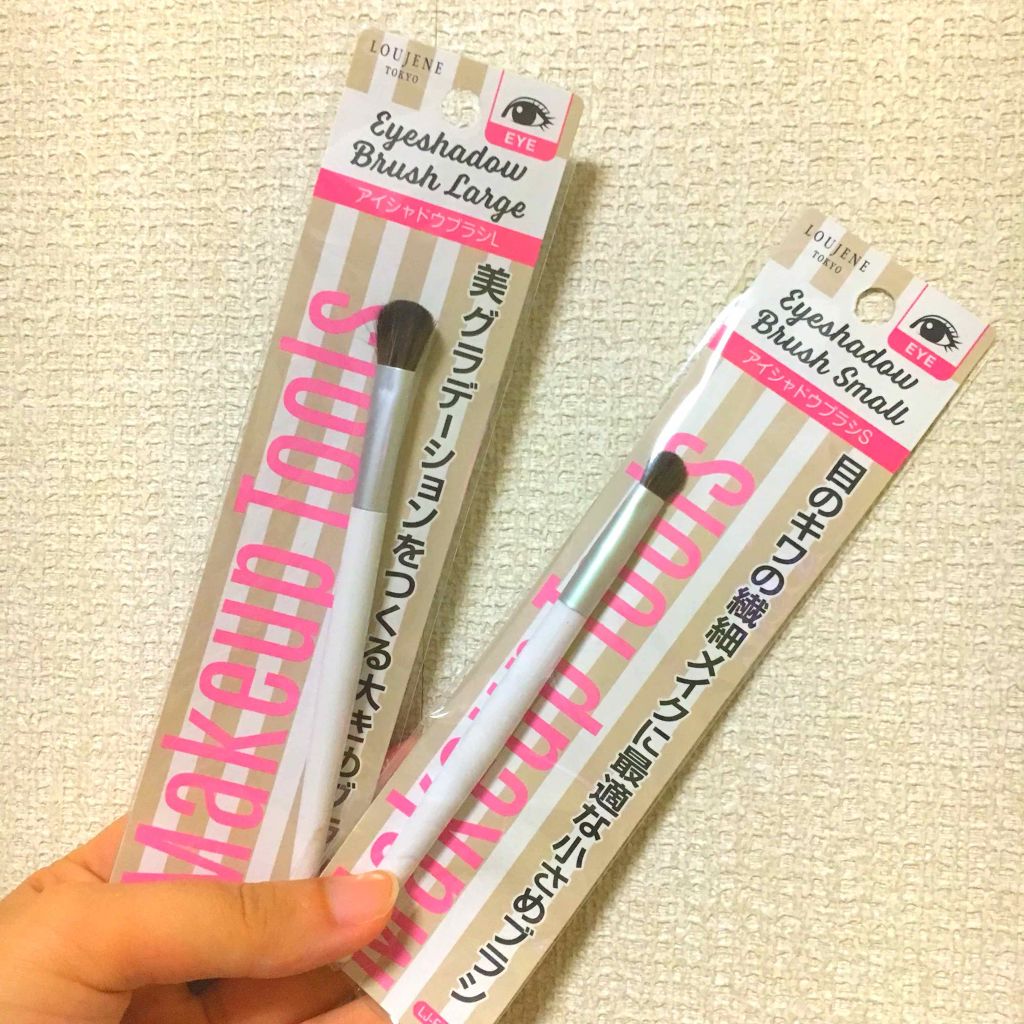 LOUJENE
TOKYO
EYE
Eyeshadow
Brush Large
アイシャドウブラシL
美グラデーションをつくる大きめブラ
Makeup Tools
LOUJENE
TOKYO
EYE
Eyeshadow
Brush Small
アイシャドウブラシS
目のキワの繊細メイクに最適な小さめブラシ
Makeup Tools